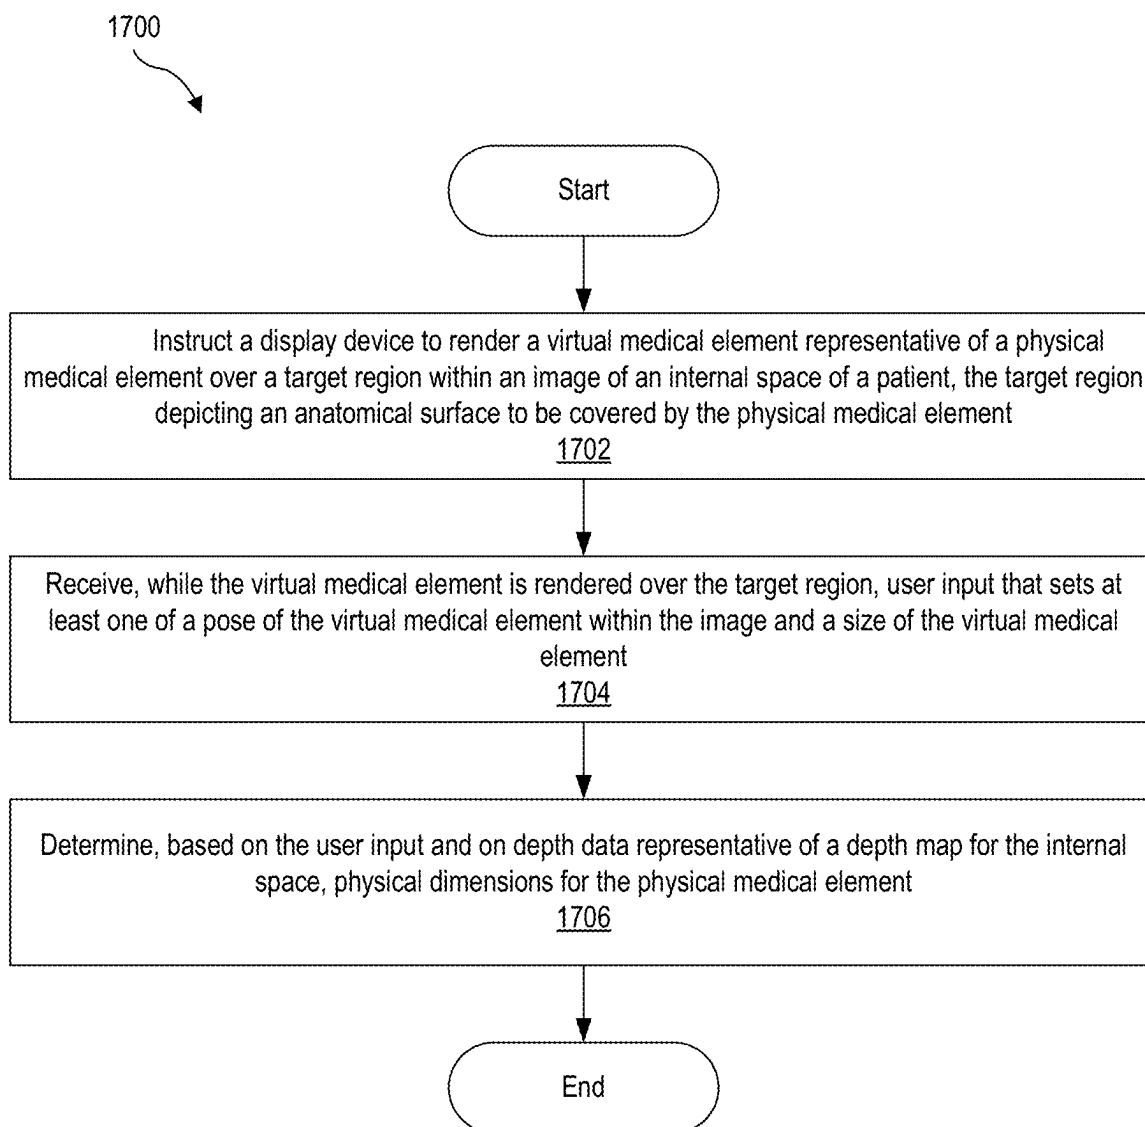 1700
Start
Instruct a display device to render a virtual medical element representative of a physical
medical element over a target region within an image of an internal space of a patient, the target region
depicting an anatomical surface to be covered by the physical medical element
1702
Receive, while the virtual medical element is rendered over the target region, user input that sets at
least one of a pose of the virtual medical element within the image and a size of the virtual medical
element
1704
Determine, based on the user input and on depth data representative of a depth map for the internal
space, physical dimensions for the physical medical element
1706
End